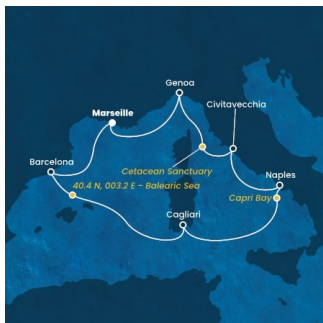 Genoa
Civitavecchia
Marseille
Cetacean Sanctuary
Barcelona
40.4 N, 003.2 E - Balearic Sea
Naples
Capri Bay
Cagliari